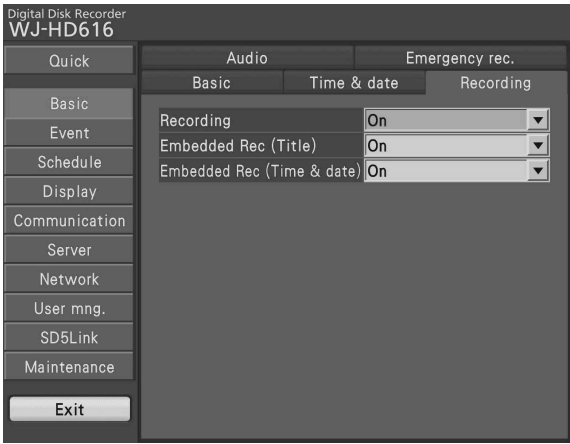 Digital Disk Recorder
WJ-HD616
Quick
Basic
Event
Schedule
Display
Communication
Server
Network
User mng.
SD5Link
Maintenance
Exit
Audio
Emergency rec.
Basic
Time & date
Recording
Recording On
Embedded Rec (Title) On
Embedded Rec (Time & date) On